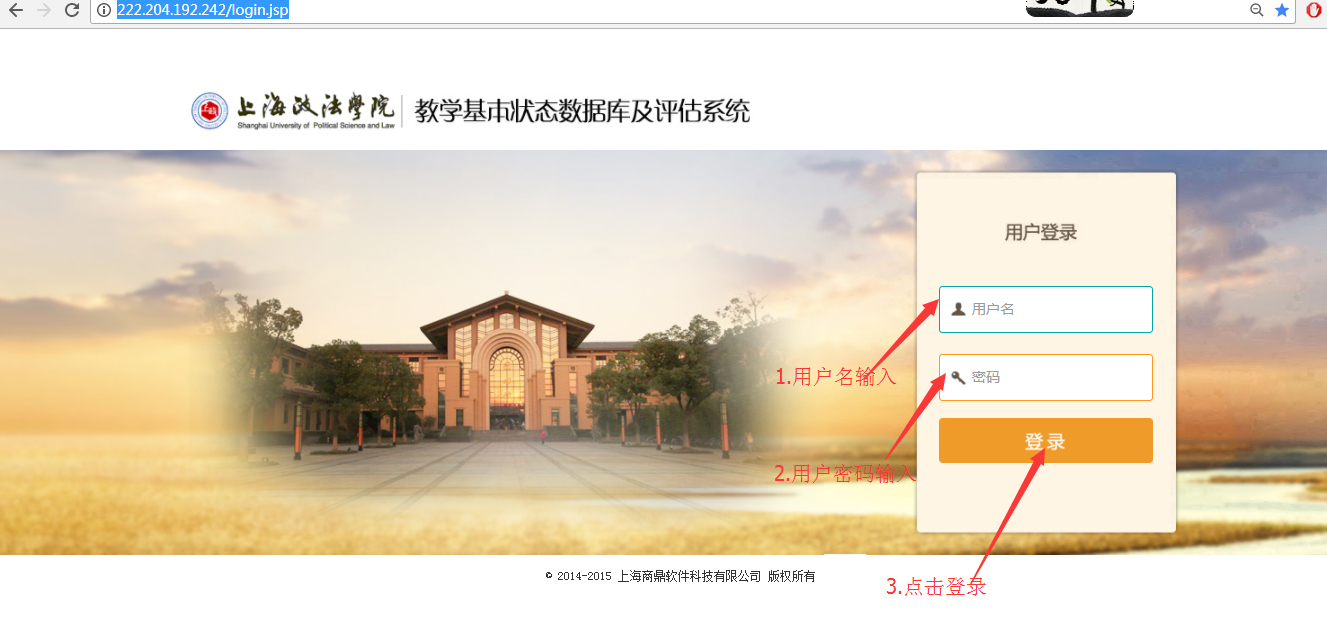 222.204.192.242/login.jsp
上海政法學院
Shanghai University of Political Science and Law
教学基本状态数据库及评估系统
用户登录
用户名
1.用户名输入
密码
登录
2.用户密码输入
© 2014-2015 上海商鼎软件科技有限公司 版权所有
3.点击登录